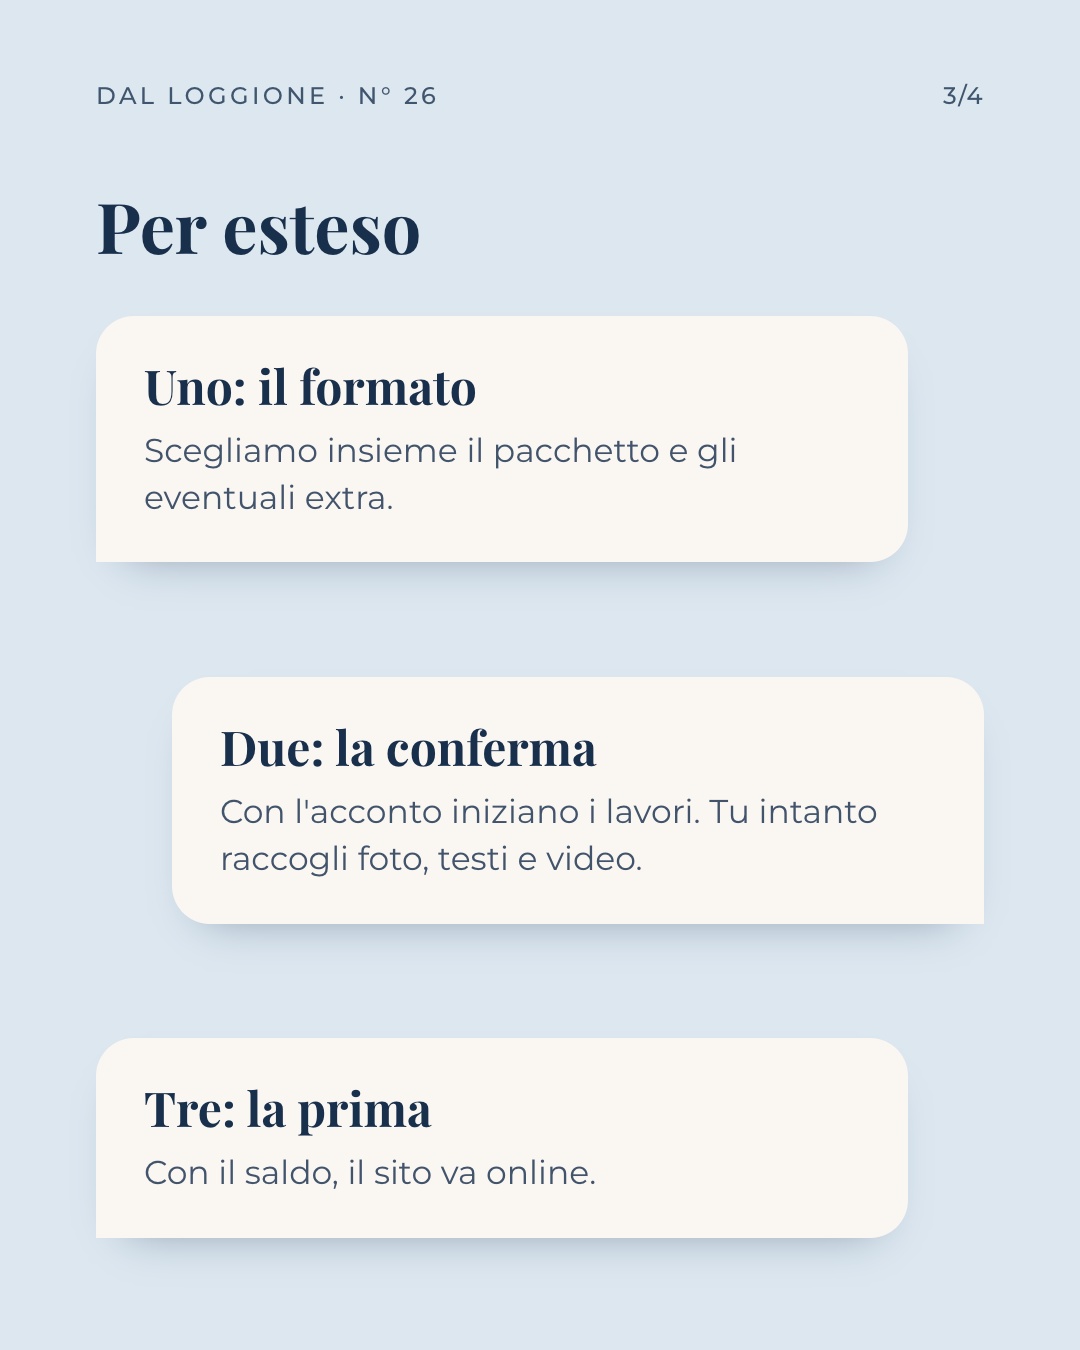 DAL LOGGIONE · N° 26
3/4
Per esteso
Uno: il formato
Scegliamo insieme il pacchetto e gli
eventuali extra.
Due: la conferma
Con l'acconto iniziano i lavori. Tu intanto
raccogli foto, testi e video.
Tre: la prima
Con il saldo, il sito va online.